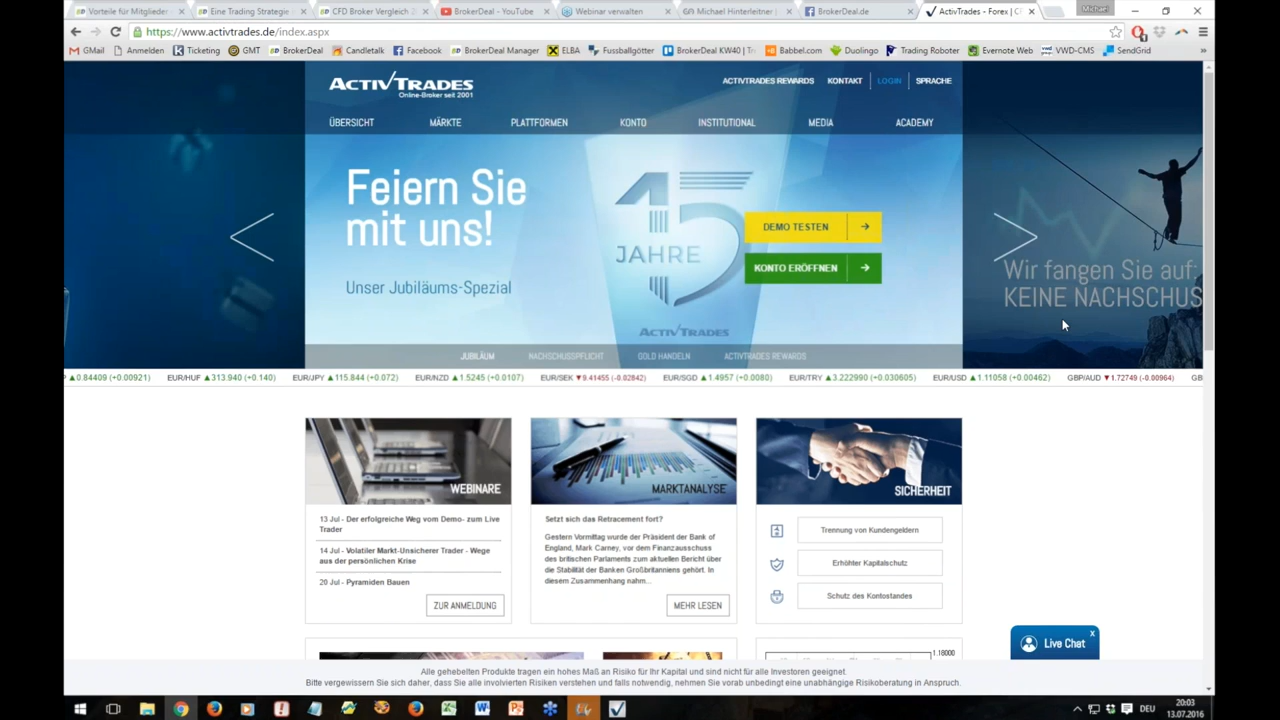 Vorteile für Mitglieder
Eine Trading Strategie
CFD Broker Vergleich
BrokerDeal - YouTube
Webinar verwalten
Michael Hinterleitner
BrokerDeal.de
ActivTrades - Forex | CF
Michael
https://www.activtrades.de/index.aspx
GMail
Anmelden
Ticketing
GMT
BrokerDeal
Candletalk
Facebook
BrokerDeal Manager
ELBA
Fussballgötter
BrokerDeal KW40 | Tr
Babbel.com
Duolingo
Trading Roboter
Evernote Web
VWD-CMS
SendGrid
ACTIVTRADES
Online-Broker seit 2001
ACTIVTRADES REWARDS
KONTAKT
LOGIN
SPRACHE
ÜBERSICHT
MÄRKTE
PLATTFORMEN
KONTO
INSTITUTIONAL
MEDIA
ACADEMY
Feiern Sie
mit uns!
Unser Jubiläums-Spezial
15
JAHRE
ACTIVTRADES
DEMO TESTEN
KONTO ERÖFFNEN
Wir fangen Sie auf:
KEINE NACHSCHUS
JUBILÄUM
NACHSCHUSSPFLICHT
GOLD HANDELN
ACTIVTRADES REWARDS
P ▲0.84409 (+0.00921)
EUR/HUF ▲313.940 (+0.140)
EUR/JPY ▲115.844 (+0.072)
EUR/NZD ▲1.5245 (+0.0107)
EUR/SEK ▼9.41455 (-0.02842)
EUR/SGD ▲1.4957 (+0.0080)
EUR/TRY ▲3.222990 (+0.030605)
EUR/USD ▲1.11058 (+0.00462)
GBP/AUD ▼1.72749 (-0.00964)
GB
WEBINARE
13 Jul - Der erfolgreiche Weg vom Demo- zum Live
Trader
14 Jul - Volatiler Markt-Unsicherer Trader - Wege
aus der persönlichen Krise
20 Jul - Pyramiden Bauen
ZUR ANMELDUNG
MARKTANALYSE
Setzt sich das Retracement fort?
Gestern Vormittag wurde der Präsident der Bank of
England, Mark Carney, vor dem Finanzausschuss
des britischen Parlaments zum aktuellen Bericht über
die Stabilität der Banken Großbritanniens gehört. In
diesem Zusammenhang nahm...
MEHR LESEN
SICHERHEIT
Trennung von Kundengeldern
Erhöhter Kapitalschutz
Schutz des Kontostandes
Live Chat
x
1.18000
Alle gehebelten Produkte tragen ein hohes Maß an Risiko für Ihr Kapital und sind nicht für alle Investoren geeignet.
Bitte vergewissern Sie sich daher, dass Sie alle involvierten Risiken verstehen und falls notwendig, nehmen Sie vorab unbedingt eine unabhängige Risikoberatung in Anspruch.
DEU
20:03
13.07.2016